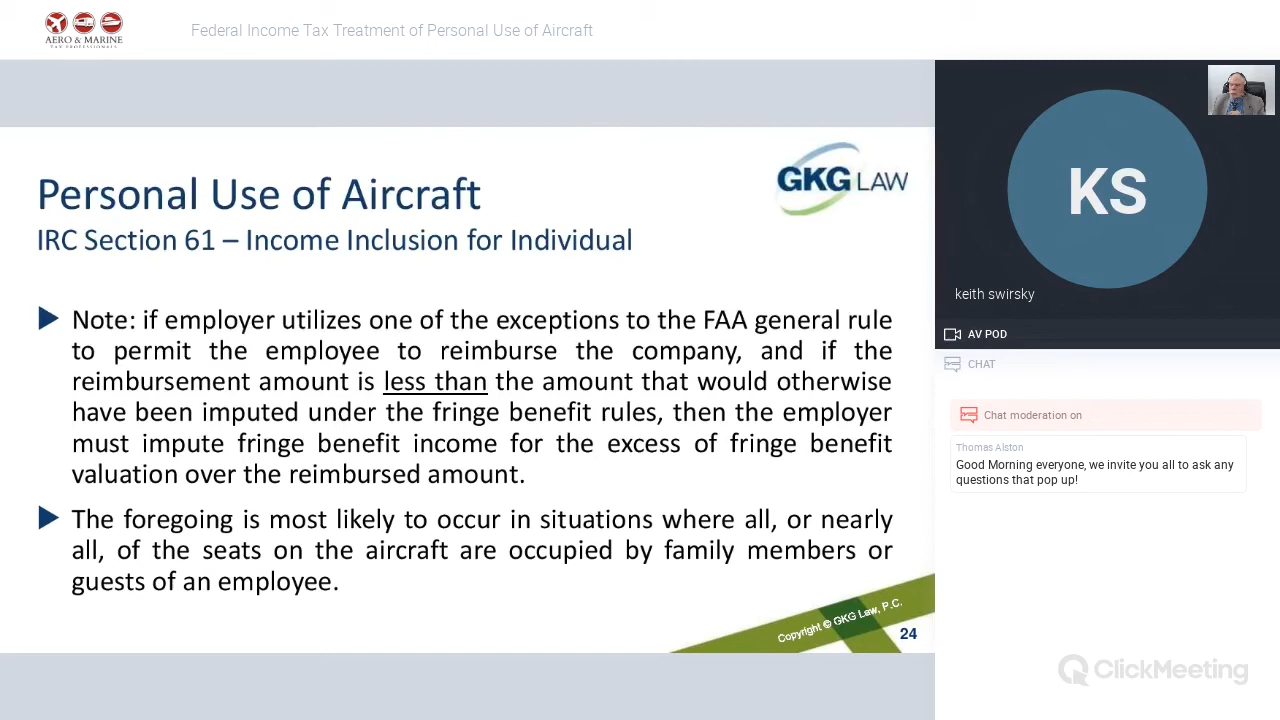 AERO & MARINE
TAX PROFESSIONALS
Federal Income Tax Treatment of Personal Use of Aircraft
GKG LAW
Personal Use of Aircraft
IRC Section 61 – Income Inclusion for Individual
Note: if employer utilizes one of the exceptions to the FAA general rule
to permit the employee to reimburse the company, and if the
reimbursement amount is less than the amount that would otherwise
have been imputed under the fringe benefit rules, then the employer
must impute fringe benefit income for the excess of fringe benefit
valuation over the reimbursed amount.
The foregoing is most likely to occur in situations where all, or nearly
all, of the seats on the aircraft are occupied by family members or
guests of an employee.
Copyright © GKG Law, P.C.
24
KS
keith swirsky
AV POD
CHAT
Chat moderation on
Thomas Alston
Good Morning everyone, we invite you all to ask any
questions that pop up!
ClickMeeting